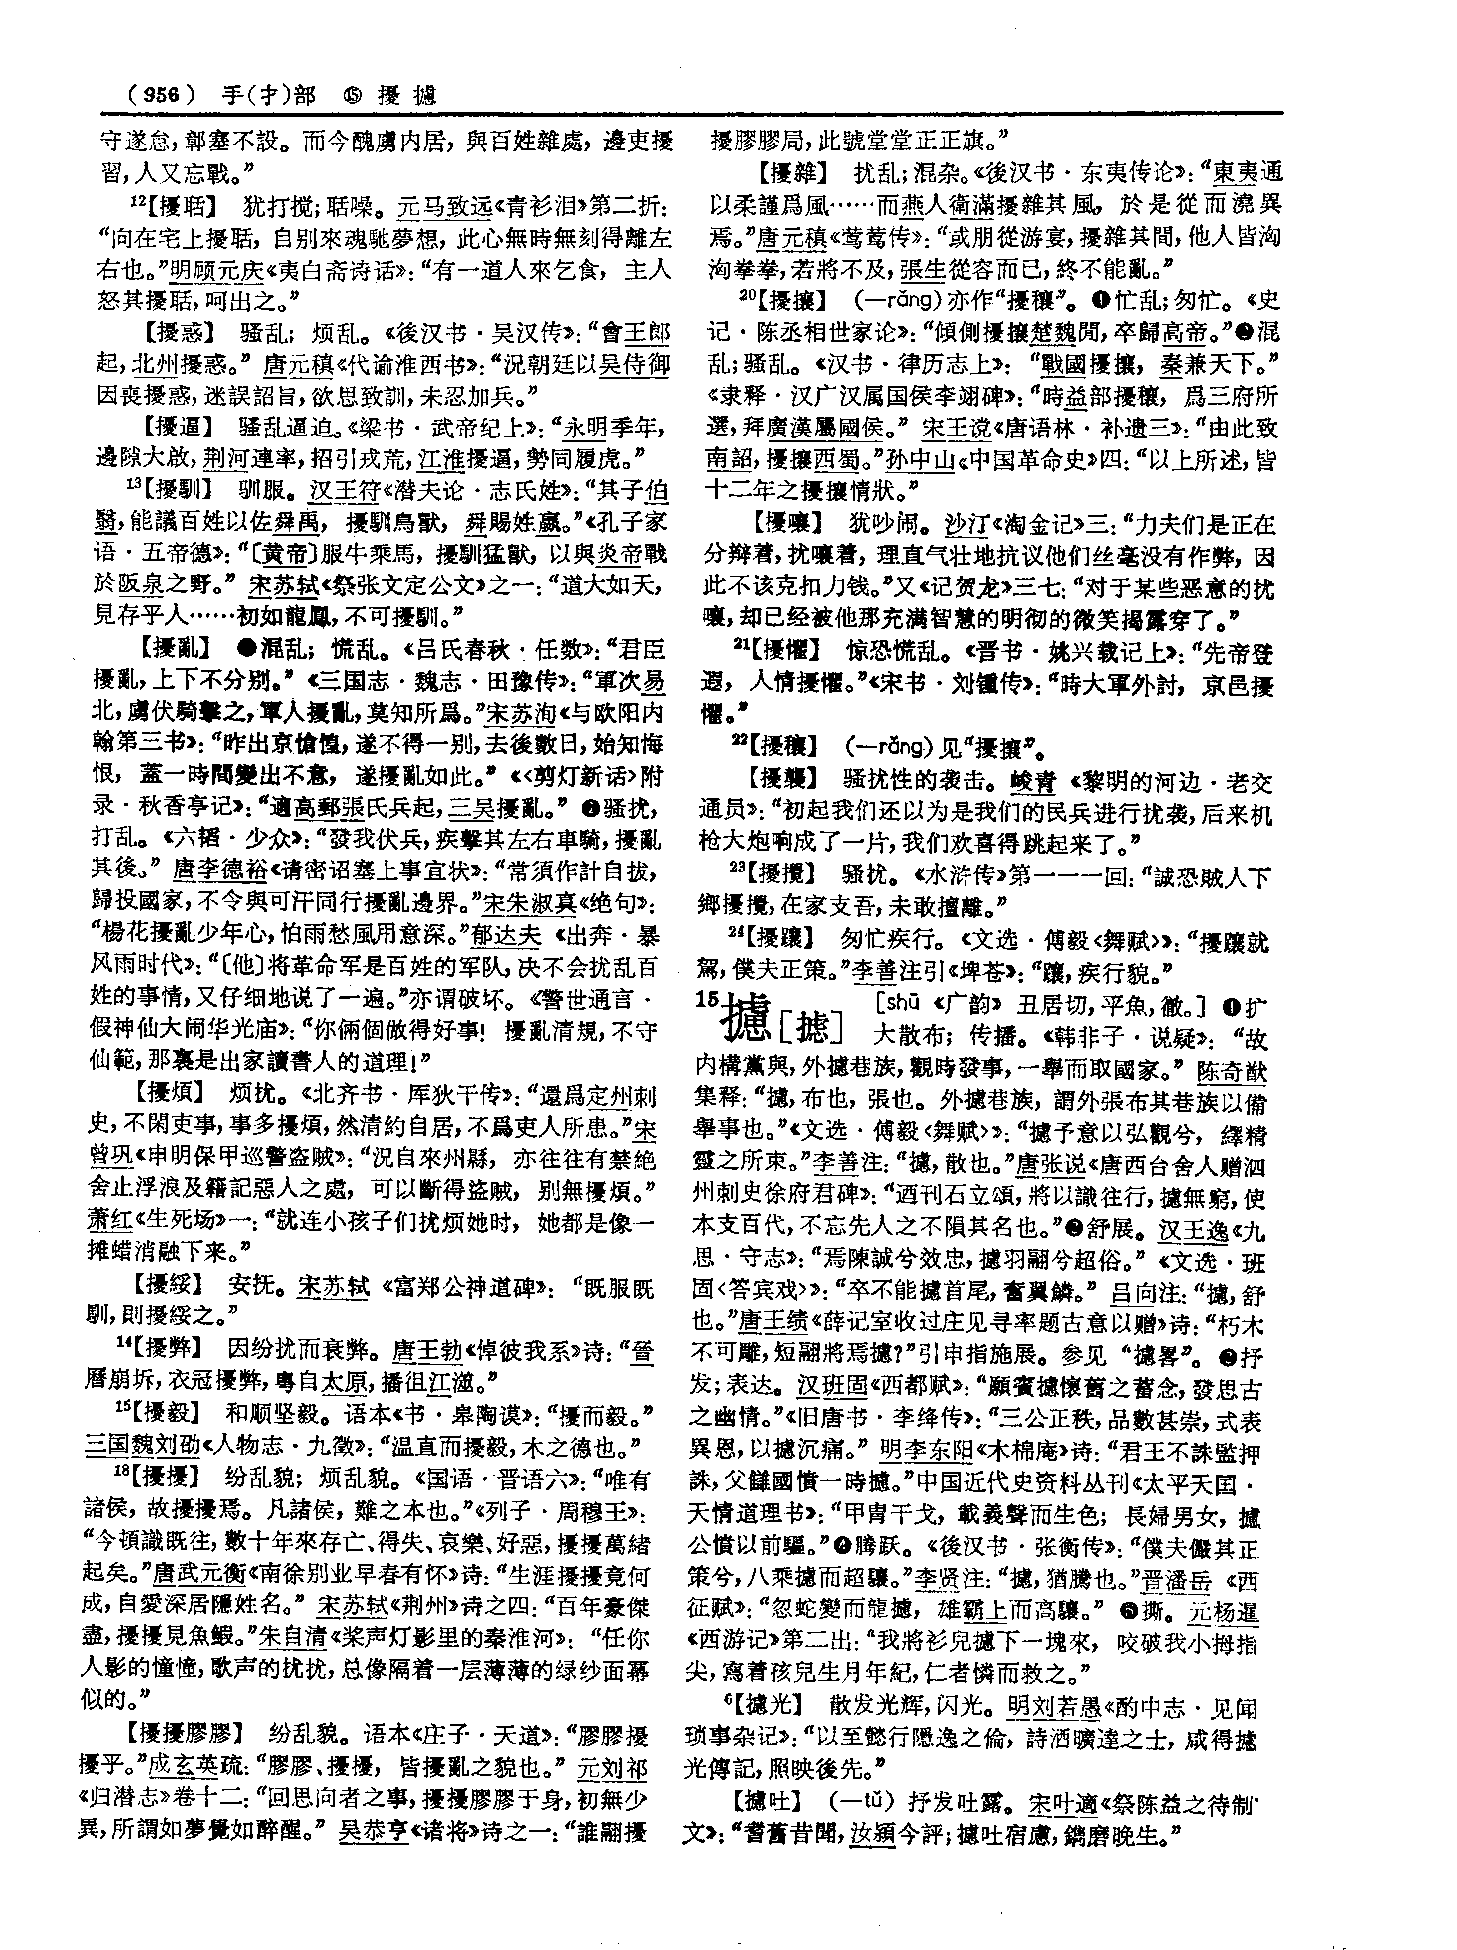 (956) 手(扌)部 ⑮ 擾 攄
守遂怠，鄣塞不設。而今醜虜内居，與百姓雜處，邊吏擾
習，人又忘戰。”
¹²【擾聒】 犹打搅；聒噪。元马致远《青衫泪》第二折：
“向在宅上擾聒，自别來魂馳夢想，此心無時無刻得離左
右也。”明顾元庆《夷白斋诗话》：“有一道人來乞食，主人
怒其擾聒，呵出之。”
【擾惑】 骚乱；烦乱。《後汉书·吴汉传》：“會王郎
起，北州擾惑。”唐元稹《代谕淮西书》：“況朝廷以吴侍御
因喪擾惑，迷誤詔旨，欲思致訓，未忍加兵。”
【擾逼】 骚乱逼迫。《梁书·武帝纪上》：“永明季年，
邊隙大啟，荆河連率，招引戎荒，江淮擾逼，勢同履虎。”
¹³【擾馴】 驯服。汉王符《潜夫论·志氏姓》：“其子伯
翳，能議百姓以佐舜禹，擾馴鳥獸，舜賜姓嬴。”《孔子家
语·五帝德》：“〔黄帝〕服牛乘馬，擾馴猛獸，以與炎帝戰
於阪泉之野。”宋苏轼《祭张文定公文》之一：“道大如天，
見存乎人……初如龍鳳，不可擾馴。”
【擾亂】 ❶混乱；慌乱。《吕氏春秋·任数》：“君臣
擾亂，上下不分别。”《三国志·魏志·田豫传》：“軍次易
北，虜伏騎擊之，軍人擾亂，莫知所爲。”宋苏洵《与欧阳内
翰第三书》：“昨出京愴惶，遂不得一别，去後數日，始知悔
恨，蓋一時間變出不意，遂擾亂如此。”《〈剪灯新话〉附
录·秋香亭记》：“適高郵張氏兵起，三吴擾亂。”❷骚扰，
打乱。《六韬·少众》：“發我伏兵，疾擊其左右車騎，擾亂
其後。”唐李德裕《请密诏塞上事宜状》：“常須作計自拔，
歸投國家，不令與可汗同行擾亂邊界。”宋朱淑真《绝句》：
“楊花擾亂少年心，怕雨愁風用意深。”郁达夫《出奔·暴
风雨时代》：“〔他〕将革命军是百姓的军队，决不会扰乱百
姓的事情，又仔细地说了一遍。”亦谓破坏。《警世通言·
假神仙大闹华光庙》：“你倆個做得好事！擾亂清規，不守
仙範，那裏是出家讀書人的道理！”
【擾煩】 烦扰。《北齐书·厍狄干传》：“還爲定州刺
史，不閑吏事，事多擾煩，然清約自居，不爲吏人所患。”宋
曾巩《申明保甲巡警盗贼》：“況自來州縣，亦往往有禁絶
舍止浮浪及籍記惡人之處，可以斷得盜賊，别無擾煩。”
萧红《生死场》一：“就连小孩子们扰烦她时，她都是像一
摊蜡消融下来。”
【擾綏】 安抚。宋苏轼《富郑公神道碑》：“既服既
馴，則擾綏之。”
¹⁴【擾弊】 因纷扰而衰弊。唐王勃《倬彼我系》诗：“晉
曆崩坼，衣冠擾弊，粤自太原，播徂江澨。”
¹⁵【擾毅】 和顺坚毅。语本《书·皋陶谟》：“擾而毅。”
三国魏刘劭《人物志·九徵》：“温直而擾毅，木之德也。”
¹⁸【擾擾】 纷乱貌；烦乱貌。《国语·晋语六》：“唯有
諸侯，故擾擾焉。凡諸侯，難之本也。”《列子·周穆王》：
“今頓識既往，數十年來存亡、得失、哀樂、好惡，擾擾萬緒
起矣。”唐武元衡《南徐别业早春有怀》诗：“生涯擾擾竟何
成，自愛深居隱姓名。”宋苏轼《荆州》诗之四：“百年豪傑
盡，擾擾見魚鰕。”朱自清《桨声灯影里的秦淮河》：“任你
人影的憧憧，歌声的扰扰，总像隔着一层薄薄的绿纱面幂
似的。”
【擾擾膠膠】 纷乱貌。语本《庄子·天道》：“膠膠擾
擾乎。”成玄英疏：“膠膠、擾擾，皆擾亂之貌也。”元刘祁
《归潜志》卷十二：“回思向者之事，擾擾膠膠于身，初無少
異，所謂如夢覺如醉醒。”吴恭亨《诸将》诗之一：“誰翮擾
擾膠膠局，此號堂堂正正旗。”
【擾雜】 扰乱；混杂。《後汉书·东夷传论》：“東夷通
以柔謹爲風……而燕人衛滿擾雜其風，於是從而澆異
焉。”唐元稹《莺莺传》：“或朋從游宴，擾雜其間，他人皆洶
洶拳拳，若將不及，張生從容而已，終不能亂。”
²⁰【擾攘】 （—rǎng）亦作“擾穰”。❶忙乱；匆忙。《史
记·陈丞相世家论》：“傾側擾攘楚魏閒，卒歸高帝。”❷混
乱；骚乱。《汉书·律历志上》：“戰國擾攘，秦兼天下。”
《隶释·汉广汉属国侯李翊碑》：“時益部擾穰，爲三府所
選，拜廣漢屬國侯。”宋王谠《唐语林·补遗三》：“由此致
南詔，擾攘西蜀。”孙中山《中国革命史》四：“以上所述，皆
十二年之擾攘情狀。”
【擾嚷】 犹吵闹。沙汀《淘金记》三：“力夫们是正在
分辩着，扰嚷着，理直气壮地抗议他们丝毫没有作弊，因
此不该克扣力钱。”又《记贺龙》三七：“对于某些恶意的扰
嚷，却已经被他那充满智慧的明彻的微笑揭露穿了。”
²¹【擾懼】 惊恐慌乱。《晋书·姚兴载记上》：“先帝登
遐，人情擾懼。”《宋书·刘锺传》：“時大軍外討，京邑擾
懼。”
²²【擾穰】 （—rǎng）见“擾攘”。
【擾襲】 骚扰性的袭击。峻青《黎明的河边·老交
通员》：“初起我们还以为是我们的民兵进行扰袭，后来机
枪大炮响成了一片，我们欢喜得跳起来了。”
²³【擾攪】 骚扰。《水浒传》第一一一回：“誠恐賊人下
鄉擾攪，在家支吾，未敢擅離。”
²⁴【擾躟】 匆忙疾行。《文选·傅毅〈舞赋〉》：“擾躟就
駕，僕夫正策。”李善注引《埤苍》：“躟，疾行貌。”
¹⁵攄［摅］ ［shū 《广韵》丑居切，平魚，徹。］❶扩
大散布；传播。《韩非子·说疑》：“故
内構黨與，外攄巷族，觀時發事，一舉而取國家。”陈奇猷
集释：“攄，布也，張也。外攄巷族，謂外張布其巷族以備
舉事也。”《文选·傅毅〈舞赋〉》：“攄予意以弘觀兮，繹精
靈之所束。”李善注：“攄，散也。”唐张说《唐西台舍人赠泗
州刺史徐府君碑》：“迺刊石立頌，將以識往行，攄無窮，使
本支百代，不忘先人之不隕其名也。”❷舒展。汉王逸《九
思·守志》：“焉陳誠兮效忠，攄羽翮兮超俗。”《文选·班
固〈答宾戏〉》：“卒不能攄首尾，奮翼鱗。”吕向注：“攄，舒
也。”唐王绩《薛记室收过庄见寻率题古意以赠》诗：“朽木
不可雕，短翮將焉攄？”引申指施展。参见“攄畧”。❸抒
发；表达。汉班固《西都赋》：“願賓攄懷舊之蓄念，發思古
之幽情。”《旧唐书·李绛传》：“三公正秩，品數甚崇，式表
異恩，以攄沉痛。”明李东阳《木棉庵》诗：“君王不誅監押
誅，父讎國憤一時攄。”中国近代史资料丛刊《太平天囯·
天情道理书》：“甲冑干戈，載義聲而生色；長婦男女，攄
公憤以前驅。”❹腾跃。《後汉书·张衡传》：“僕夫儼其正
策兮，八乘攄而超驤。”李贤注：“攄，猶騰也。”晋潘岳《西
征赋》：“忽蛇變而龍攄，雄霸上而高驤。”❺撕。元杨暹
《西游记》第二出：“我將衫兒攄下一塊來，咬破我小拇指
尖，寫着孩兒生月年紀，仁者憐而救之。”
⁶【攄光】 散发光辉，闪光。明刘若愚《酌中志·见闻
琐事杂记》：“以至懿行隱逸之倫，詩洒曠達之士，咸得攄
光傳記，照映後先。”
【攄吐】 （—tǔ）抒发吐露。宋叶適《祭陈益之待制
文》：“耆舊昔聞，汝潁今評；攄吐宿慮，鐫磨晚生。”